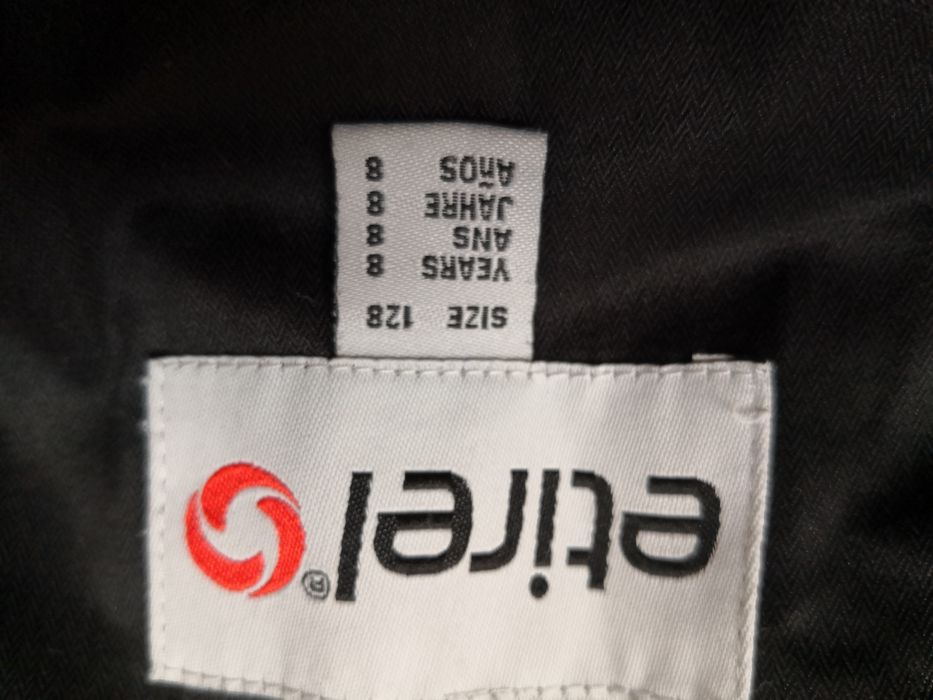 etirel®
SIZE 128
YEARS 8
ANS 8
JAHRE 8
AÑOS 8